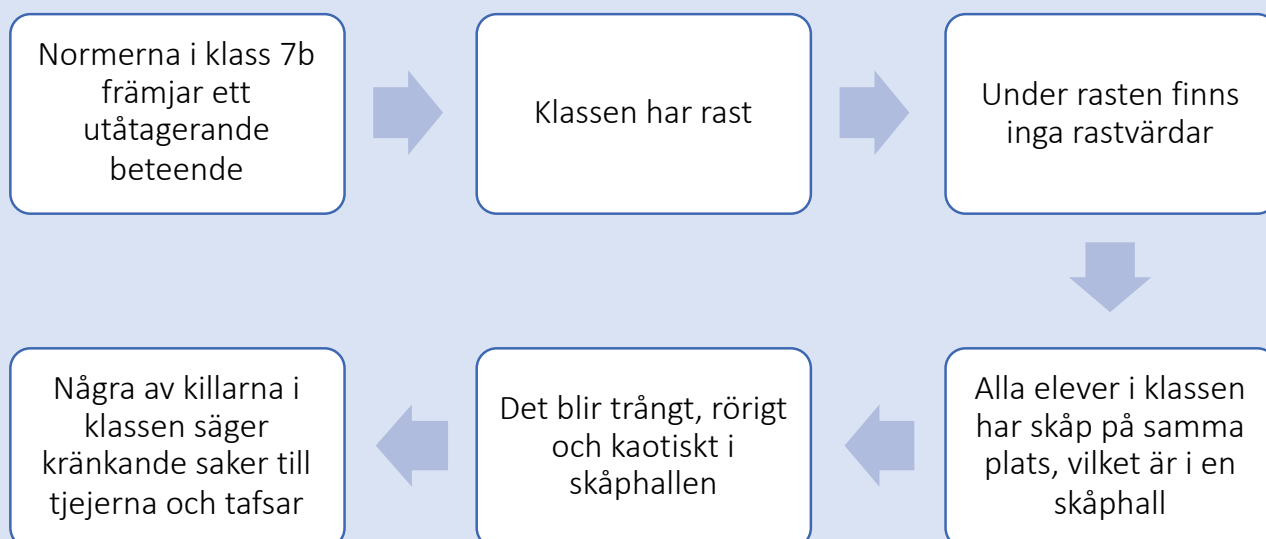 Normerna i klass 7b
främjar ett
utåtagerande
beteende
Klassen har rast
Under rasten finns
inga rastvärdar
Alla elever i klassen
har skåp på samma
plats, vilket är i en
skåphall
Det blir trångt, rörigt
och kaotiskt i
skåphallen
Några av killarna i
klassen säger
kränkande saker till
tjejerna och tafsar